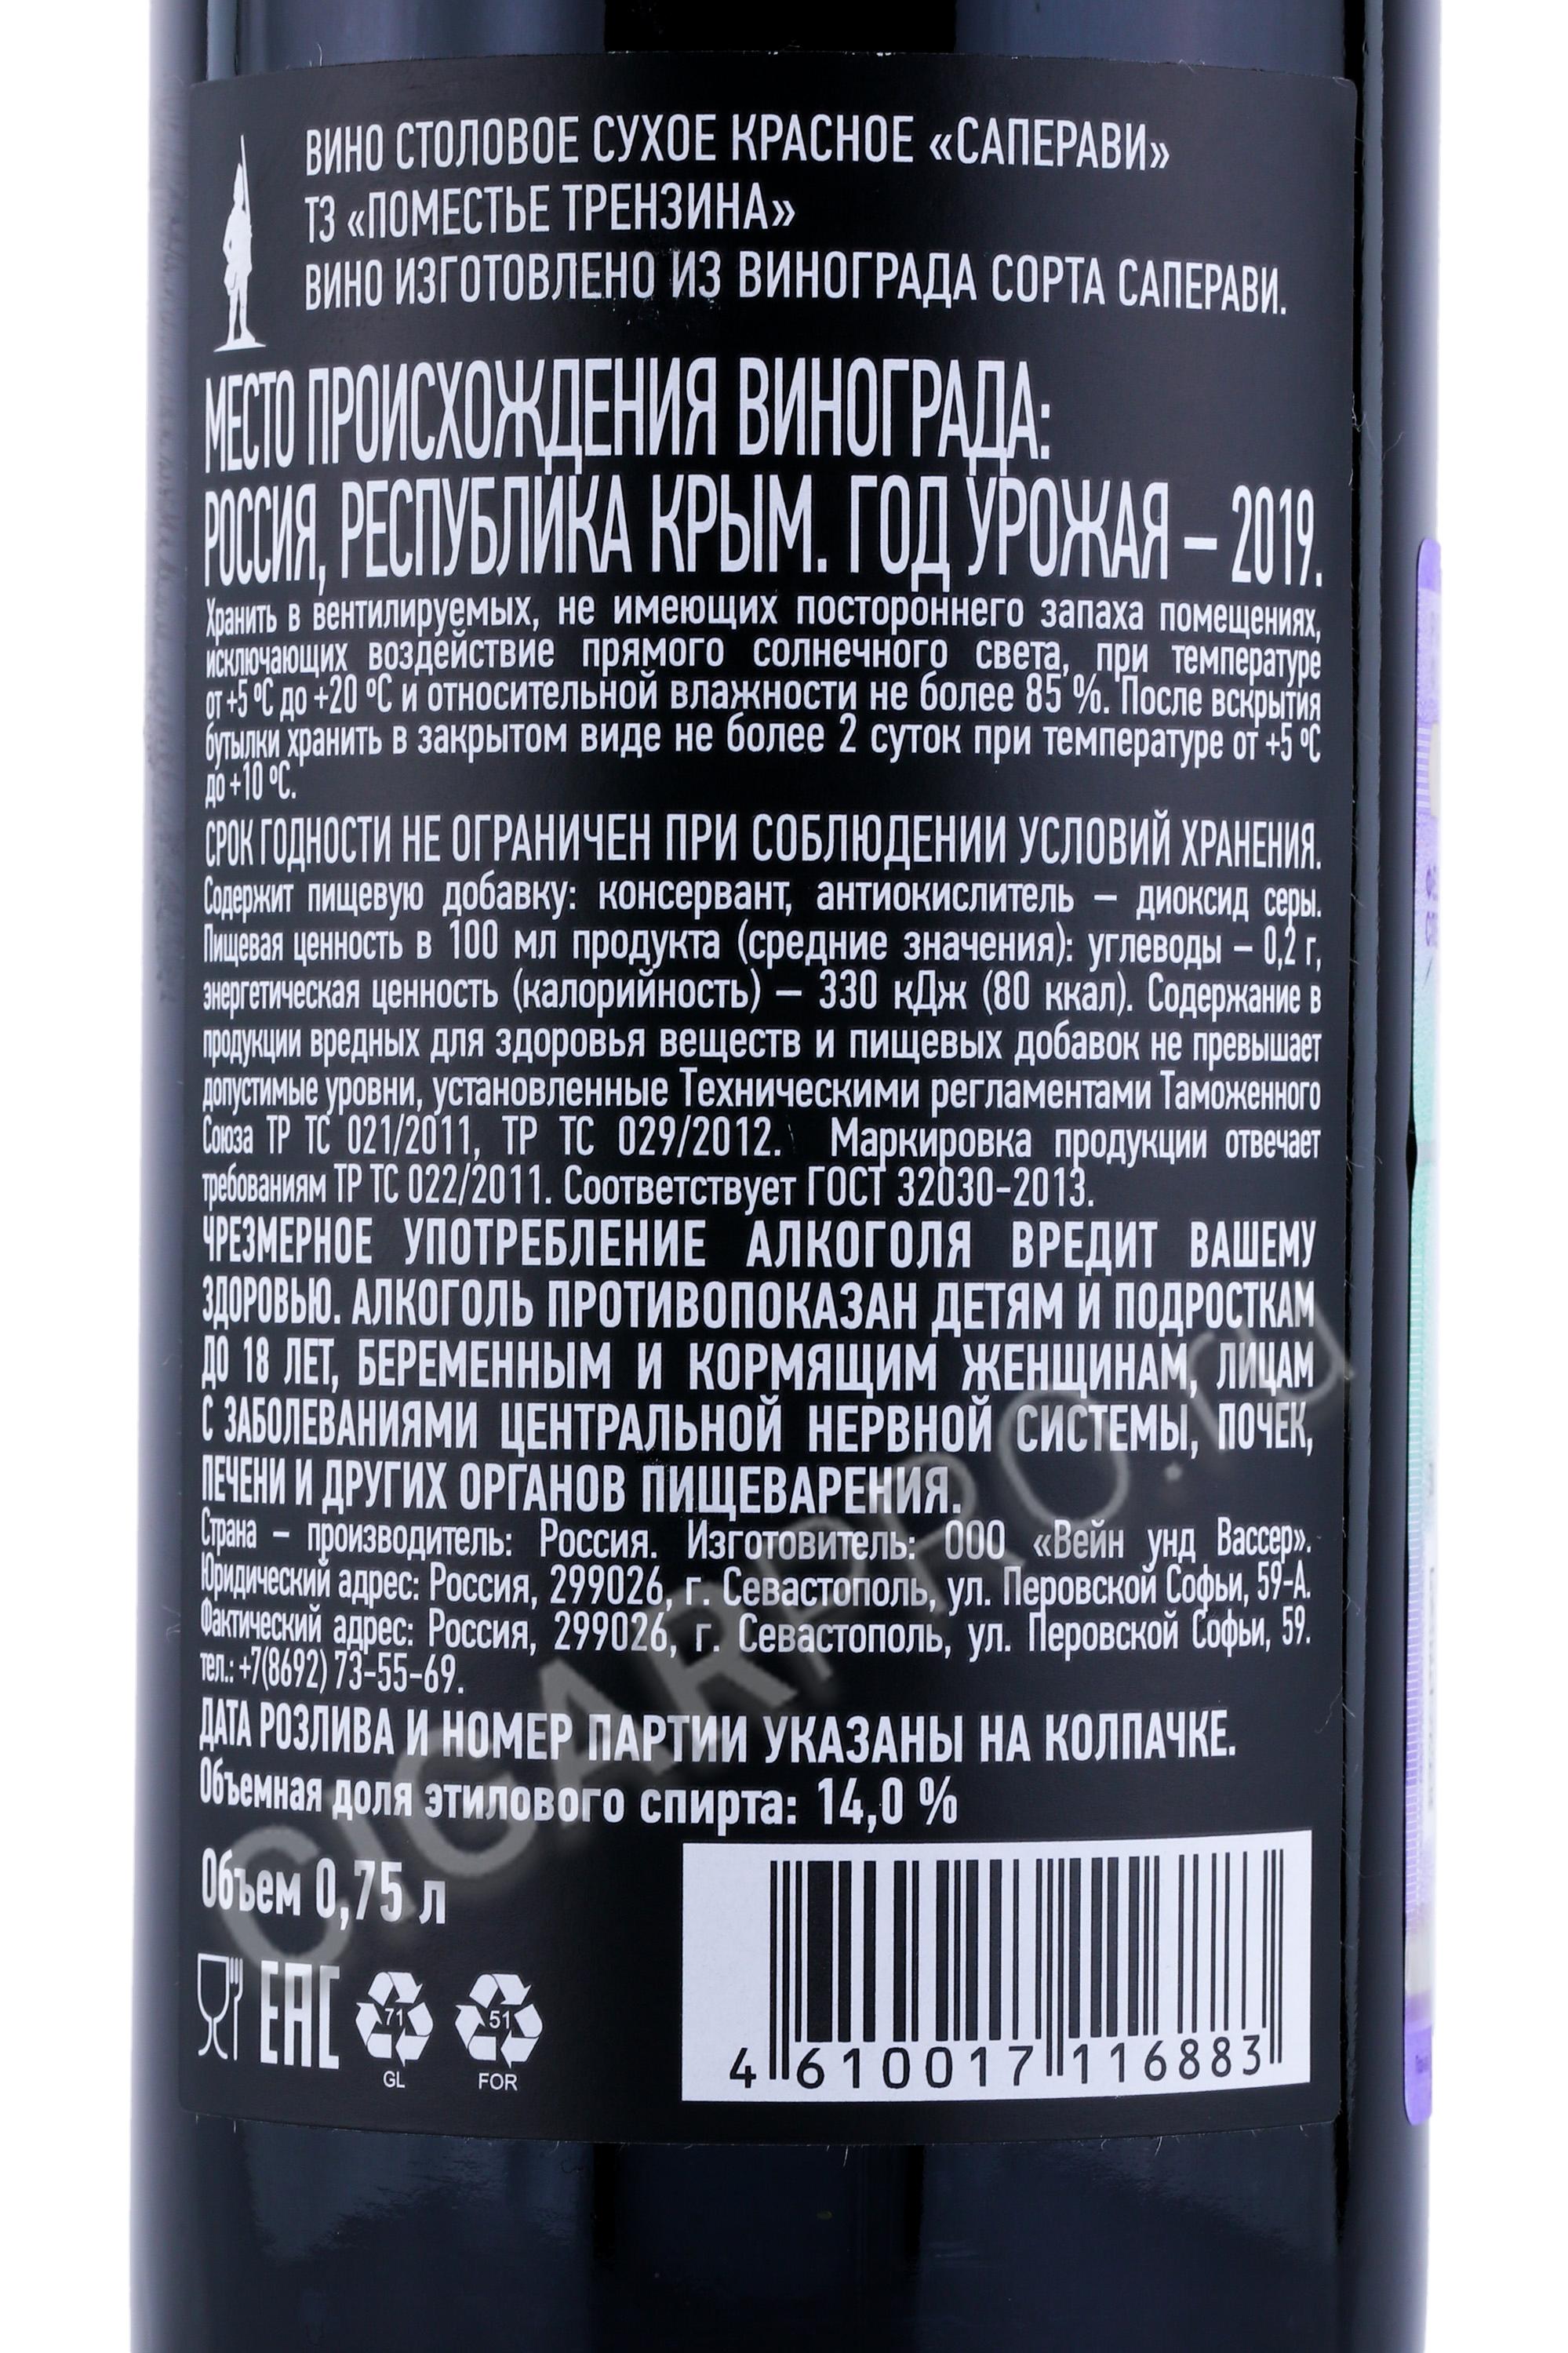 ВИНО СТОЛОВОЕ СУХОЕ КРАСНОЕ «САПЕРАВИ»
ТЗ «ПОМЕСТЬЕ ТРЕНЗИНА»
ВИНО ИЗГОТОВЛЕНО ИЗ ВИНОГРАДА СОРТА САПЕРАВИ.
МЕСТО ПРОИСХОЖДЕНИЯ ВИНОГРАДА:
РОССИЯ, РЕСПУБЛИКА КРЫМ. ГОД УРОЖАЯ – 2019.
Хранить в вентилируемых, не имеющих постороннего запаха помещениях,
исключающих воздействие прямого солнечного света, при температуре
от +5 ºС до +20 ºС и относительной влажности не более 85 %. После вскрытия
бутылки хранить в закрытом виде не более 2 суток при температуре от +5 ºС
до +10 ºС.
СРОК ГОДНОСТИ НЕ ОГРАНИЧЕН ПРИ СОБЛЮДЕНИИ УСЛОВИЙ ХРАНЕНИЯ.
Содержит пищевую добавку: консервант, антиокислитель – диоксид серы.
Пищевая ценность в 100 мл продукта (средние значения): углеводы – 0,2 г,
энергетическая ценность (калорийность) – 330 кДж (80 ккал). Содержание в
продукции вредных для здоровья веществ и пищевых добавок не превышает
допустимые уровни, установленные Техническими регламентами Таможенного
Союза ТР ТС 021/2011, ТР ТС 029/2012. Маркировка продукции отвечает
требованиям ТР ТС 022/2011. Соответствует ГОСТ 32030-2013.
ЧРЕЗМЕРНОЕ УПОТРЕБЛЕНИЕ АЛКОГОЛЯ ВРЕДИТ ВАШЕМУ
ЗДОРОВЬЮ. АЛКОГОЛЬ ПРОТИВОПОКАЗАН ДЕТЯМ И ПОДРОСТКАМ
ДО 18 ЛЕТ, БЕРЕМЕННЫМ И КОРМЯЩИМ ЖЕНЩИНАМ, ЛИЦАМ
С ЗАБОЛЕВАНИЯМИ ЦЕНТРАЛЬНОЙ НЕРВНОЙ СИСТЕМЫ, ПОЧЕК,
ПЕЧЕНИ И ДРУГИХ ОРГАНОВ ПИЩЕВАРЕНИЯ.
Страна – производитель: Россия. Изготовитель: ООО «Вейн унд Вассер».
Юридический адрес: Россия, 299026, г. Севастополь, ул. Перовской Софьи, 59-А.
Фактический адрес: Россия, 299026, г. Севастополь, ул. Перовской Софьи, 59.
тел.: +7(8692) 73-55-69.
ДАТА РОЗЛИВА И НОМЕР ПАРТИИ УКАЗАНЫ НА КОЛПАЧКЕ.
Объемная доля этилового спирта: 14,0 %
Объем 0,75 л
EAC
71
GL
51
FOR
4 610017 116883
CIGARPRO.ru